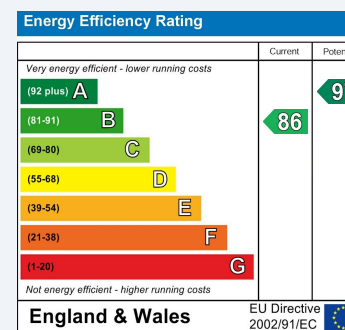 Energy Efficiency Rating
Current
Very energy efficient - lower running costs
(92 plus) A
(81-91) B
86
(69-80) C
(55-68) D
(39-54) E
(21-38) F
(1-20) G
Not energy efficient - higher running costs
England & Wales
EU Directive
2002/91/EC